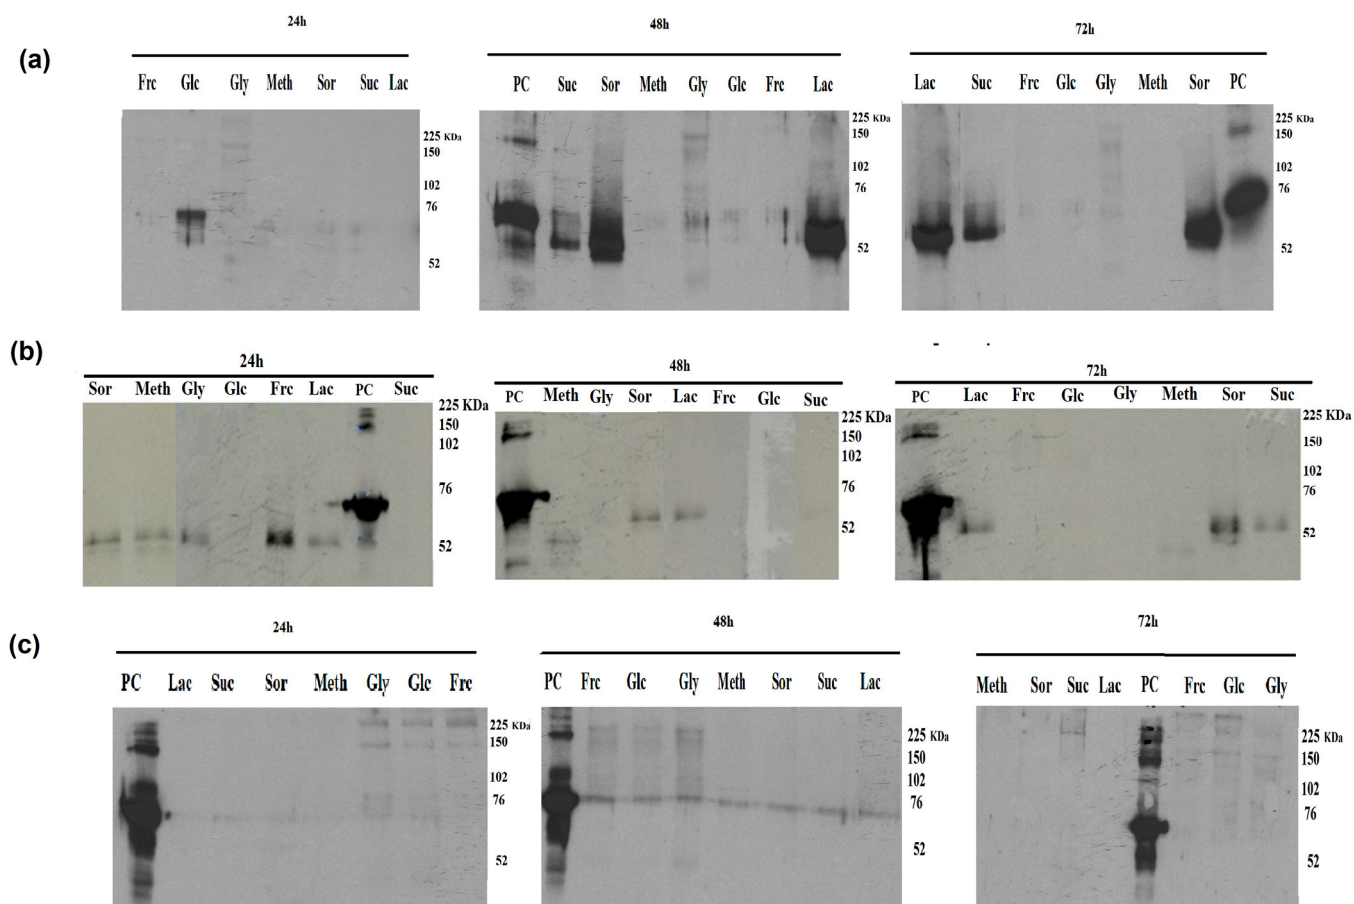 24h
48h
72h
(a)
Frc Glc Gly Meth Sor Suc Lac
PC Suc Sor Meth Gly Glc Frc Lac
Lac Suc Frc Glc Gly Meth Sor PC
225 KDa
150
102
76
52
225 KDa
150
102
76
52
225 KDa
150
102
76
52
(b)
24h
48h
72h
Sor Meth Gly Glc Frc Lac PC Suc
PC Meth Gly Sor Lac Frc Glc Suc
PC Lac Frc Glc Gly Meth Sor Suc
225 KDa
150
102
76
52
225 KDa
150
102
76
52
225 KDa
150
102
76
52
(c)
24h
48h
72h
PC Lac Suc Sor Meth Gly Glc Frc
PC Frc Glc Gly Meth Sor Suc Lac
Meth Sor Suc Lac PC Frc Glc Gly
225 KDa
150
102
76
52
225 KDa
150
102
76
52
225 KDa
150
102
76
52